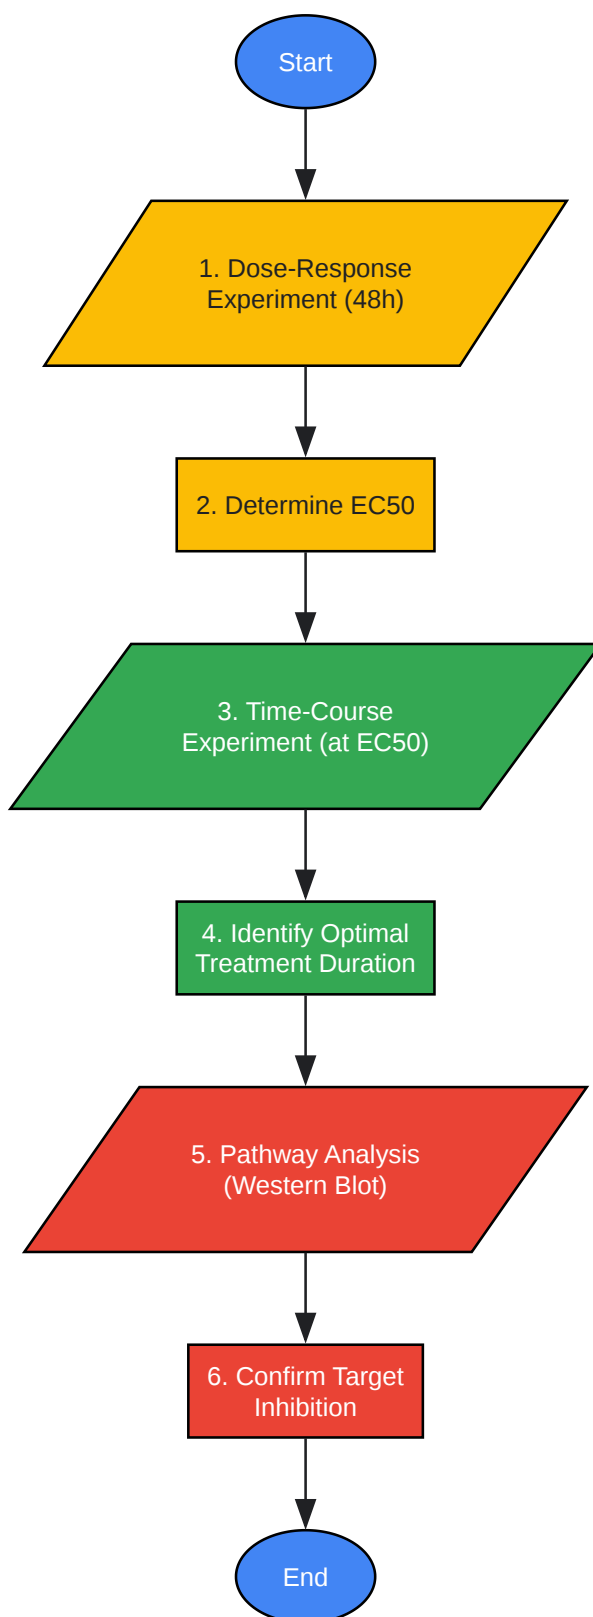 Start
1. Dose-Response
Experiment (48h)
2. Determine EC50
3. Time-Course
Experiment (at EC50)
4. Identify Optimal
Treatment Duration
5. Pathway Analysis
(Western Blot)
6. Confirm Target
Inhibition
End